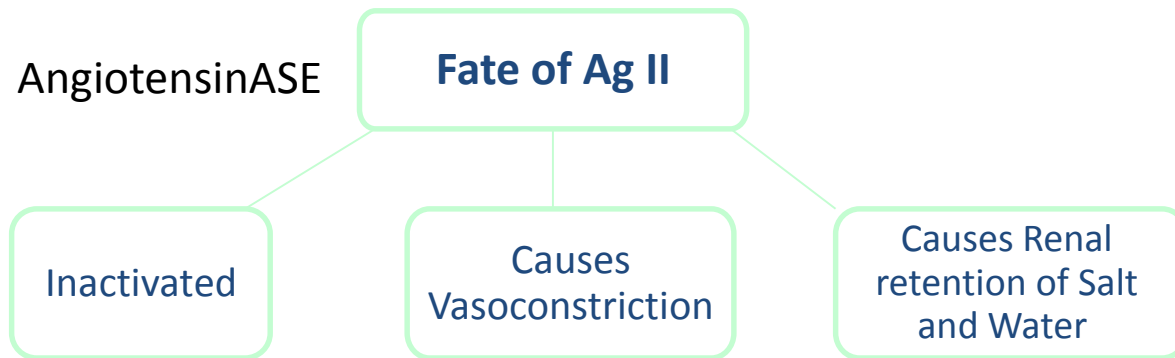 AngiotensinASE
Fate of Ag II
Inactivated
Causes
Vasoconstriction
Causes Renal
retention of Salt
and Water